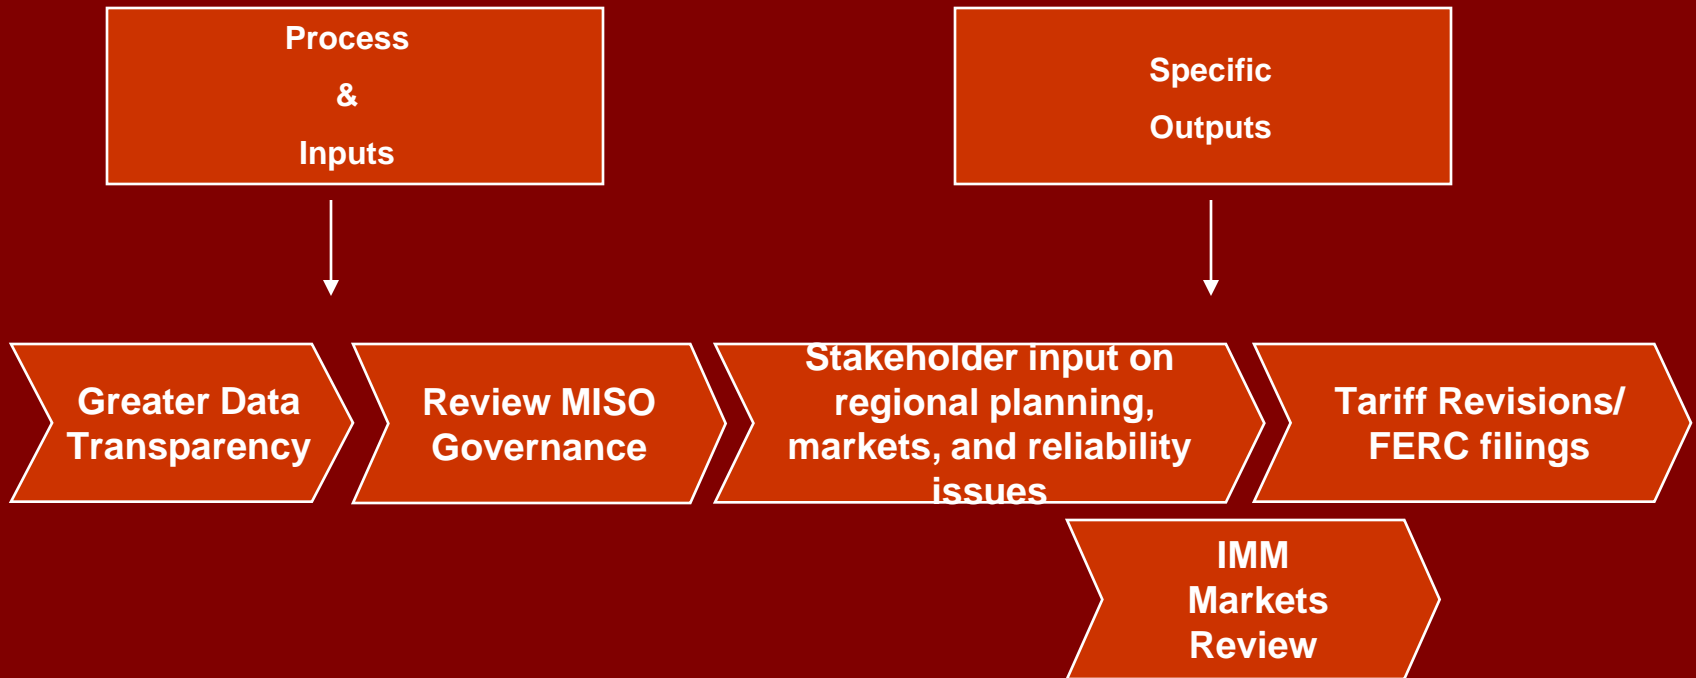 Process
&
Inputs
Specific
Outputs
Greater Data
Transparency
Review MISO
Governance
Stakeholder input on
regional planning,
markets, and reliability
issues
Tariff Revisions/
FERC filings
IMM
Markets
Review